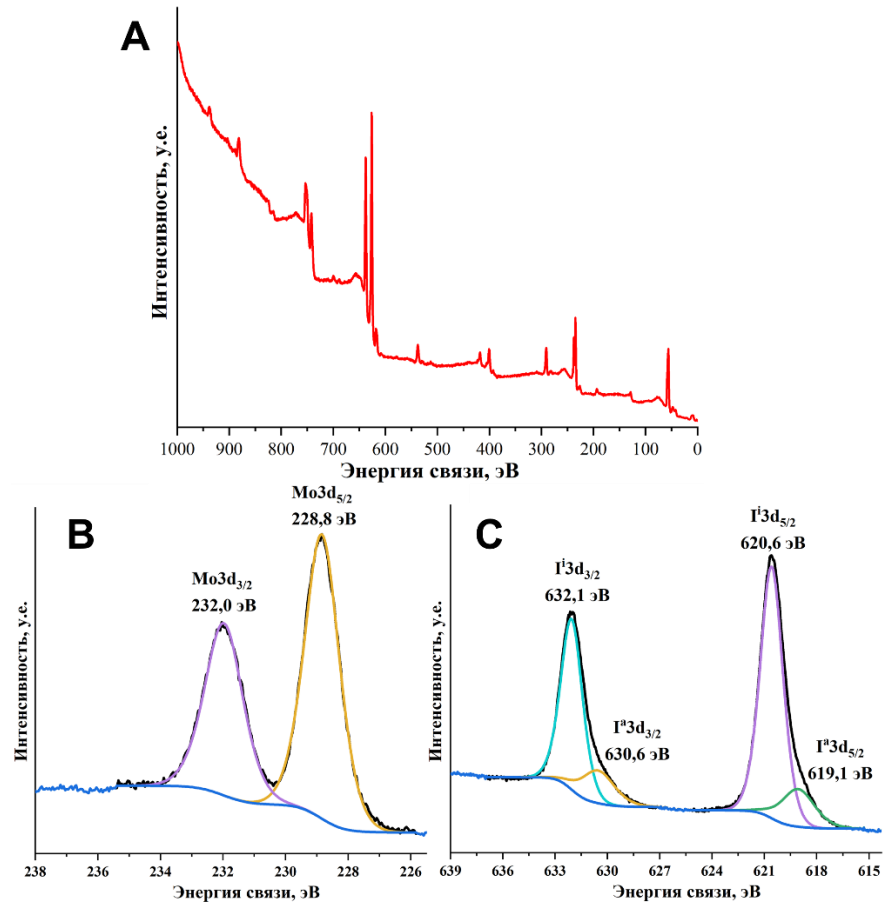 A
Интенсивность, у.е.
1000 900 800 700 600 500 400 300 200 100 0
Энергия связи, эВ
B
Mo3d5/2
228,8 эВ
Mo3d3/2
232,0 эВ
Интенсивность, у.е.
238 236 234 232 230 228 226
Энергия связи, эВ
C
Iⁱ3d5/2
620,6 эВ
Iⁱ3d3/2
632,1 эВ
Iᵃ3d3/2
630,6 эВ
Iᵃ3d5/2
619,1 эВ
Интенсивность, у.е.
639 636 633 630 627 624 621 618 615
Энергия связи, эВ